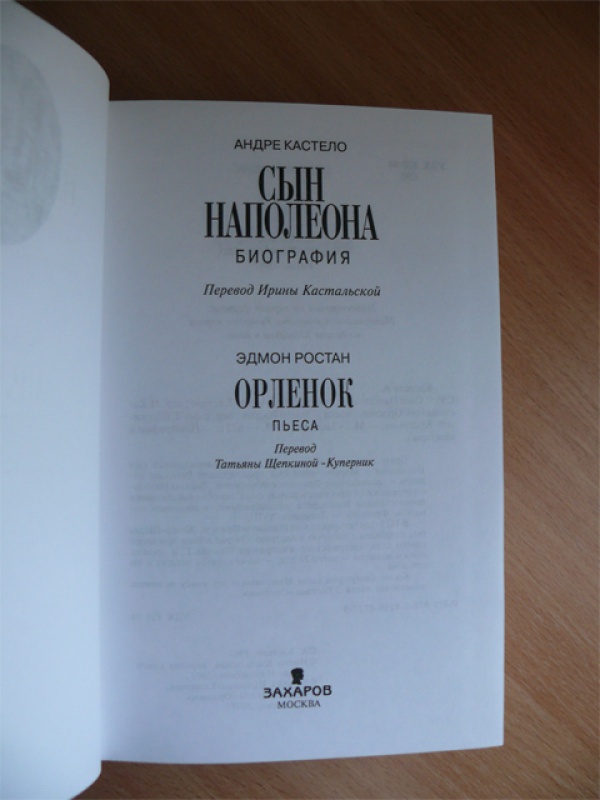 АНДРЕ КАСТЕЛО
СЫН
НАПОЛЕОНА
БИОГРАФИЯ
Перевод Ирины Кастальской
ЭДМОН РОСТАН
ОРЛЕНОК
ПЬЕСА
Перевод
Татьяны Щепкиной-Куперник
ЗАХАРОВ
МОСКВА